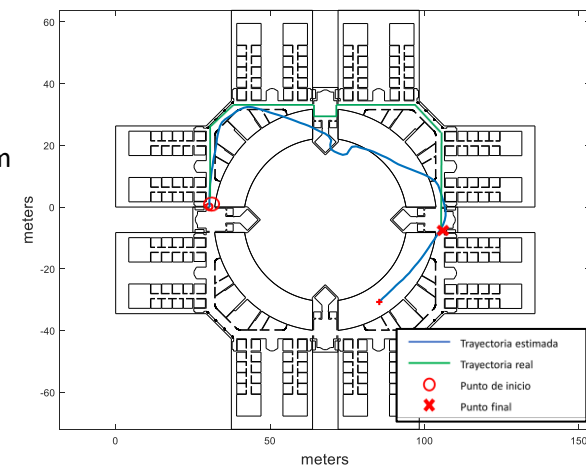 60
40
m
20
0
-20
-40
-60
meters
0
50
100
150
meters
Trayectoria estimada
Trayectoria real
Punto de inicio
Punto final